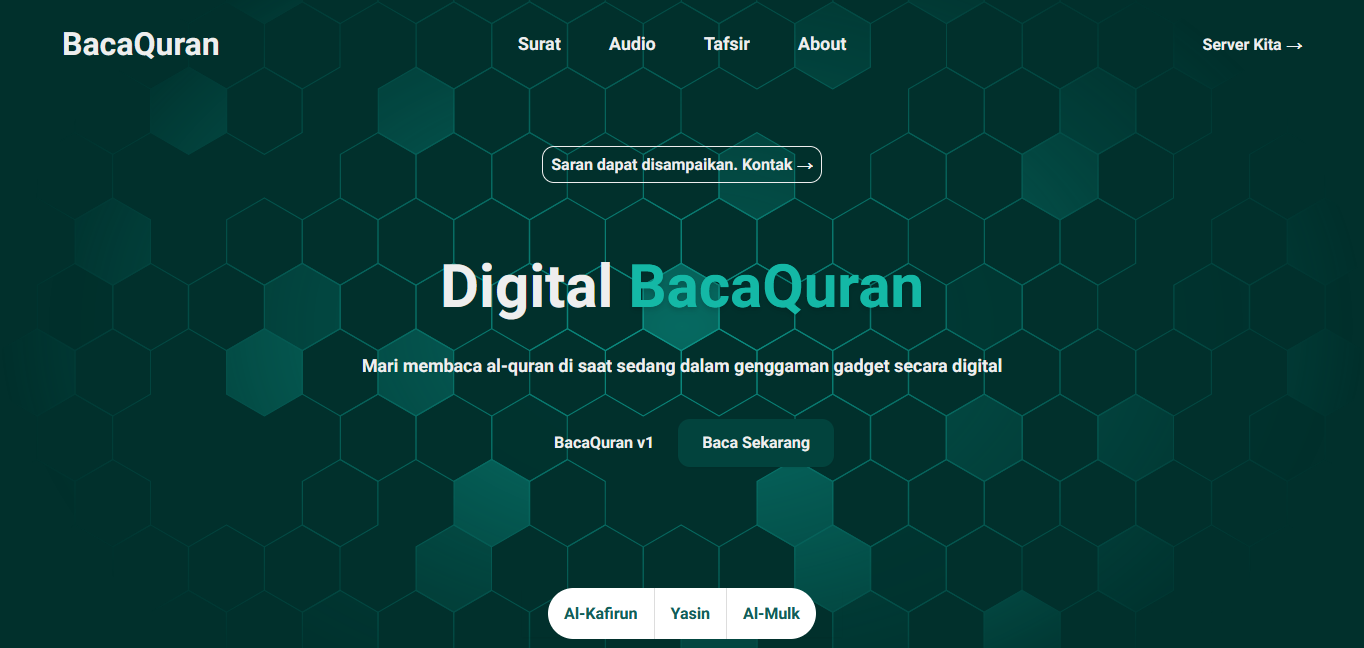 BacaQuran
Surat Audio Tafsir About
Server Kita →
Saran dapat disampaikan. Kontak →
Digital BacaQuran
Mari membaca al-quran di saat sedang dalam genggaman gadget secara digital
BacaQuran v1
Baca Sekarang
Al-Kafirun Yasin Al-Mulk